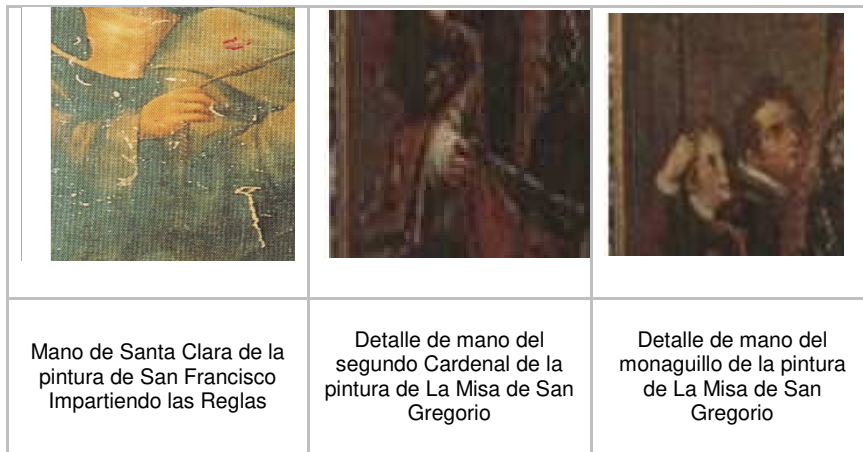 Mano de Santa Clara de la
pintura de San Francisco
Impartiendo las Reglas
Detalle de mano del
segundo Cardenal de la
pintura de La Misa de San
Gregorio
Detalle de mano del
monaguillo de la pintura
de La Misa de San
Gregorio